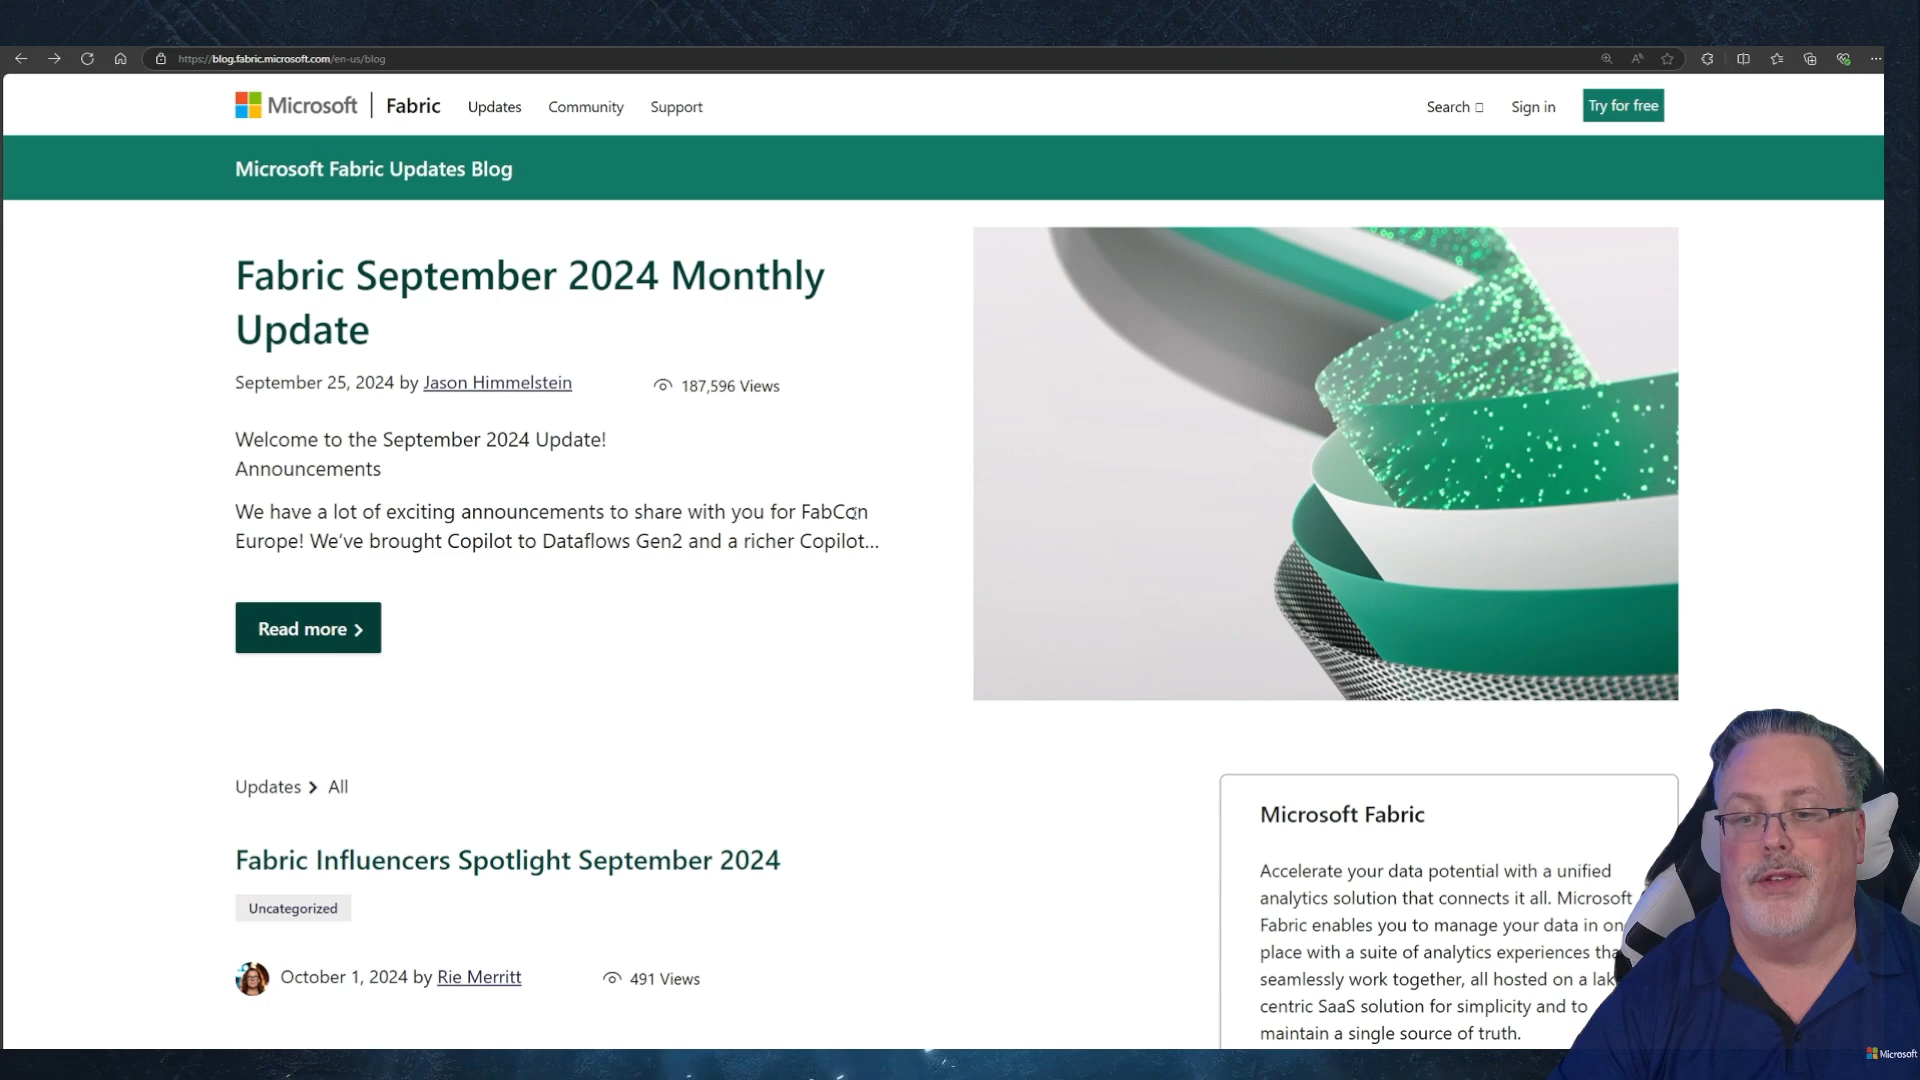 https://blog.fabric.microsoft.com/en-us/blog
Microsoft | Fabric Updates Community Support
Search Sign in Try for free
Microsoft Fabric Updates Blog
Fabric September 2024 Monthly
Update
September 25, 2024 by Jason Himmelstein 187,596 Views
Welcome to the September 2024 Update!
Announcements
We have a lot of exciting announcements to share with you for FabCon
Europe! We’ve brought Copilot to Dataflows Gen2 and a richer Copilot...
Read more
Updates > All
Fabric Influencers Spotlight September 2024
Uncategorized
October 1, 2024 by Rie Merritt 491 Views
Microsoft Fabric
Accelerate your data potential with a unified
analytics solution that connects it all. Microsoft
Fabric enables you to manage your data in on
place with a suite of analytics experiences tha
seamlessly work together, all hosted on a lak
centric SaaS solution for simplicity and to
maintain a single source of truth.
Microsoft